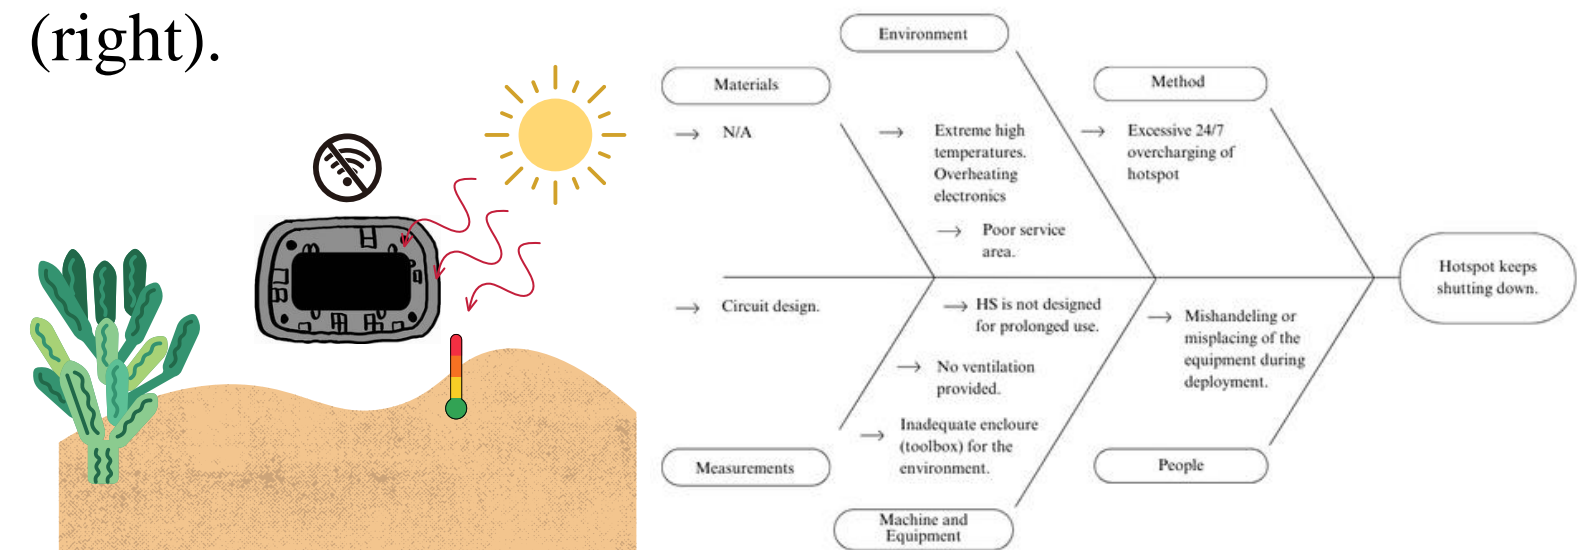 (right).
Environment
Materials
Method
N/A
Extreme high
temperatures.
Overheating
electronics
Poor service
area.
Excessive 24/7
overcharging of
hotspot
Hotspot keeps
shutting down.
Circuit design.
HS is not designed
for prolonged use.
No ventilation
provided.
Inadequate encloure
(toolbox) for the
environment.
Mishandeling or
misplacing of the
equipment during
deployment.
Measurements
People
Machine and
Equipment